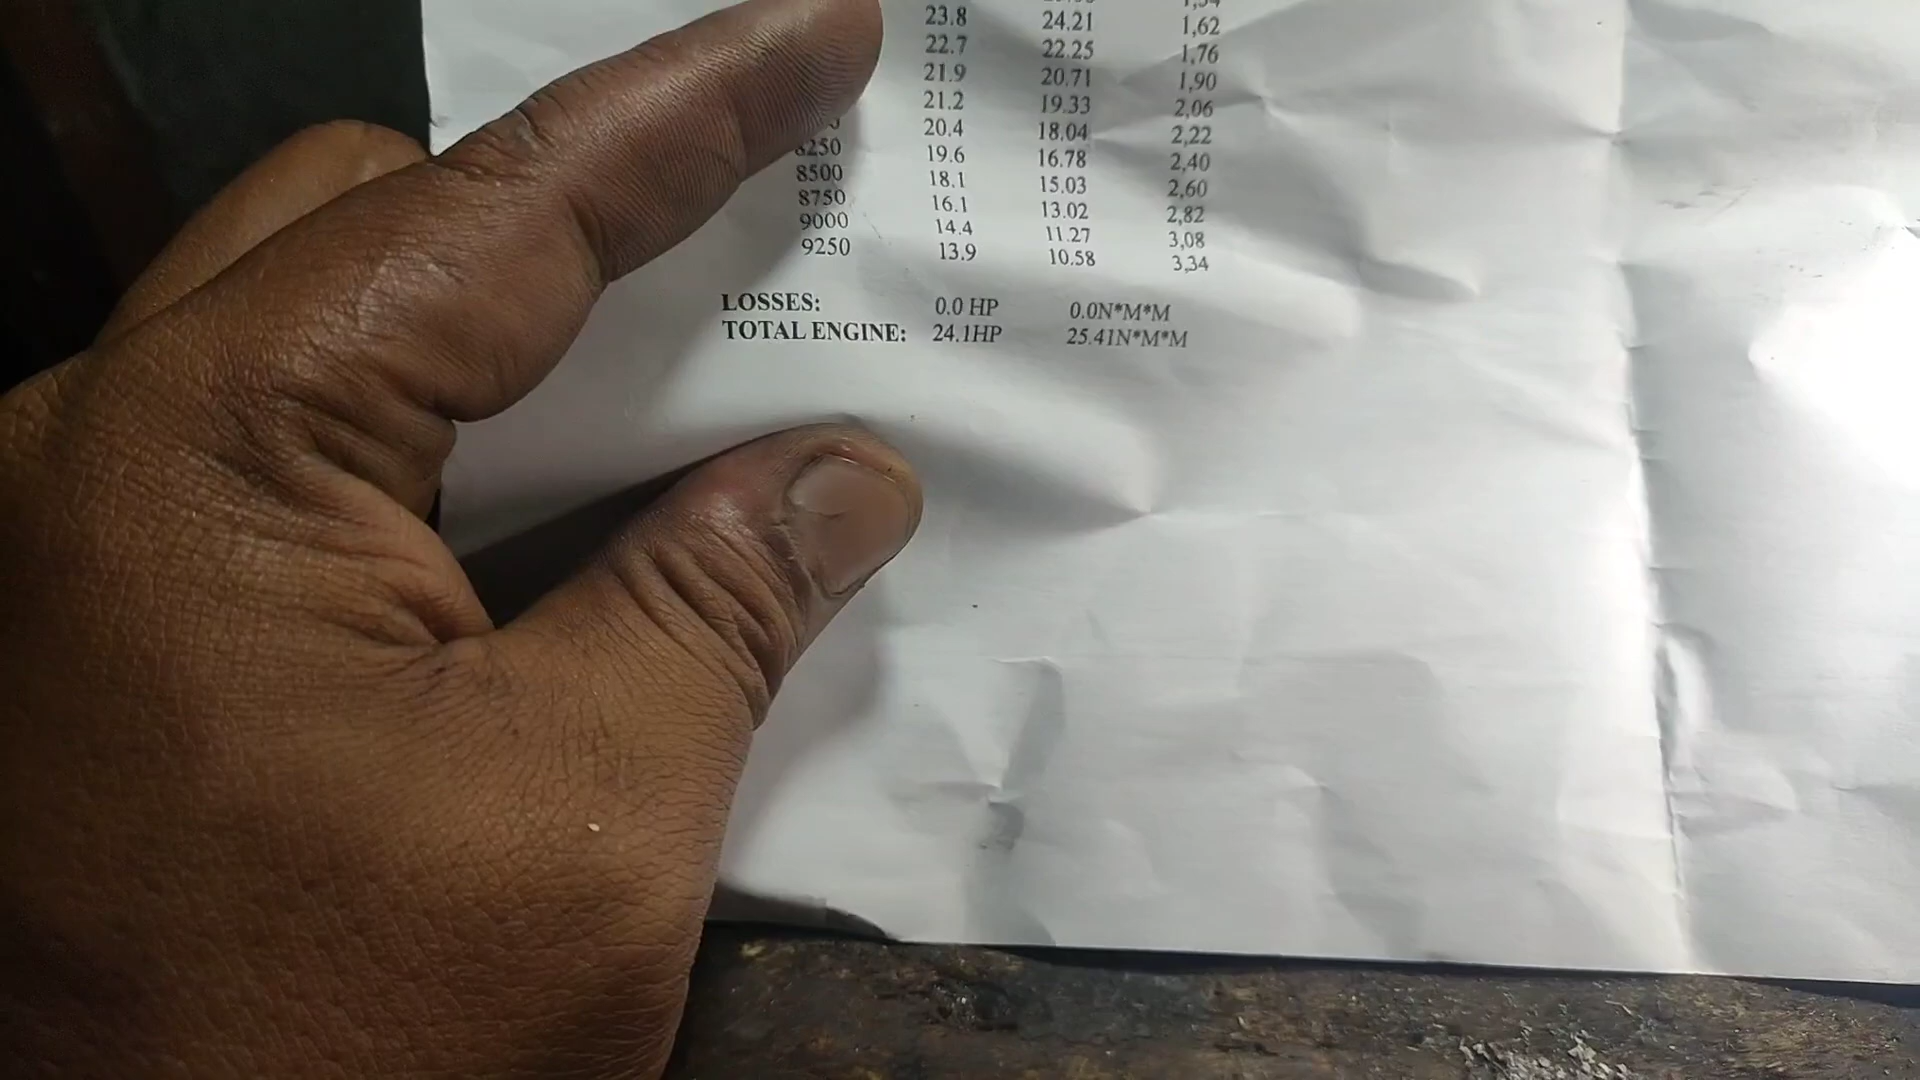 23.8 24.21 1,62
22.7 22.25 1,76
21.9 20.71 1,90
21.2 19.33 2,06
20.4 18.04 2,22
8250 19.6 16.78 2,40
8500 18.1 15.03 2,60
8750 16.1 13.02 2,82
9000 14.4 11.27 3,08
9250 13.9 10.58 3,34
LOSSES: 0.0 HP 0.0N*M*M
TOTAL ENGINE: 24.1HP 25.41N*M*M